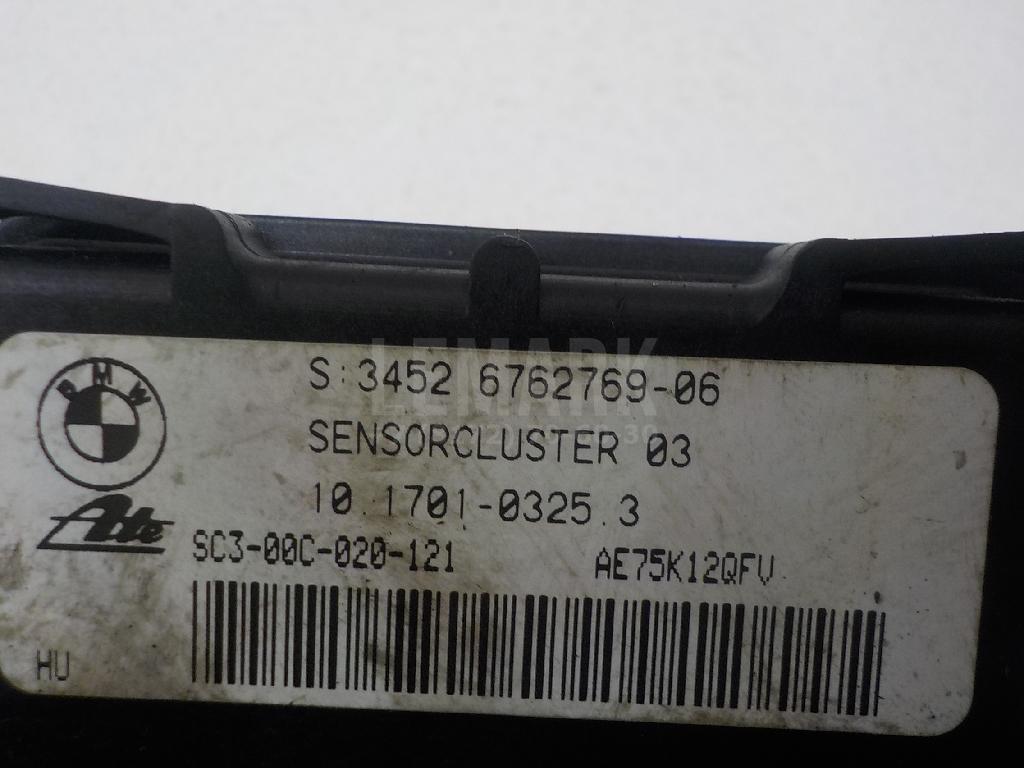 BMW
S:3452 6762769-06
LEMARK
SENSORCLUSTER 03
Ate
10.1701-0325.3
SC3-00C-020-121 AE75K12QFV
HU